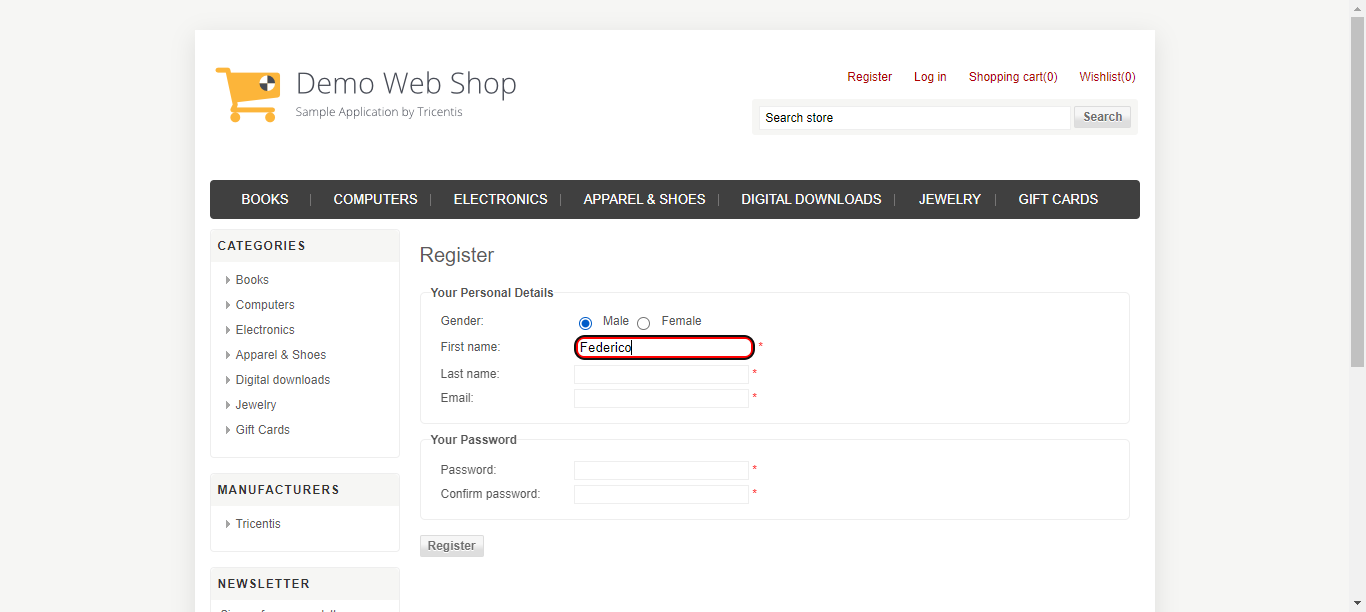 Demo Web Shop
Sample Application by Tricentis
Register Log in Shopping cart(0) Wishlist(0)
Search store Search
BOOKS COMPUTERS ELECTRONICS APPAREL & SHOES DIGITAL DOWNLOADS JEWELRY GIFT CARDS
CATEGORIES
Books
Computers
Electronics
Apparel & Shoes
Digital downloads
Jewelry
Gift Cards
MANUFACTURERS
Tricentis
NEWSLETTER
Register
Your Personal Details
Gender: Male Female
First name: Federico *
Last name: *
Email: *
Your Password
Password: *
Confirm password: *
Register